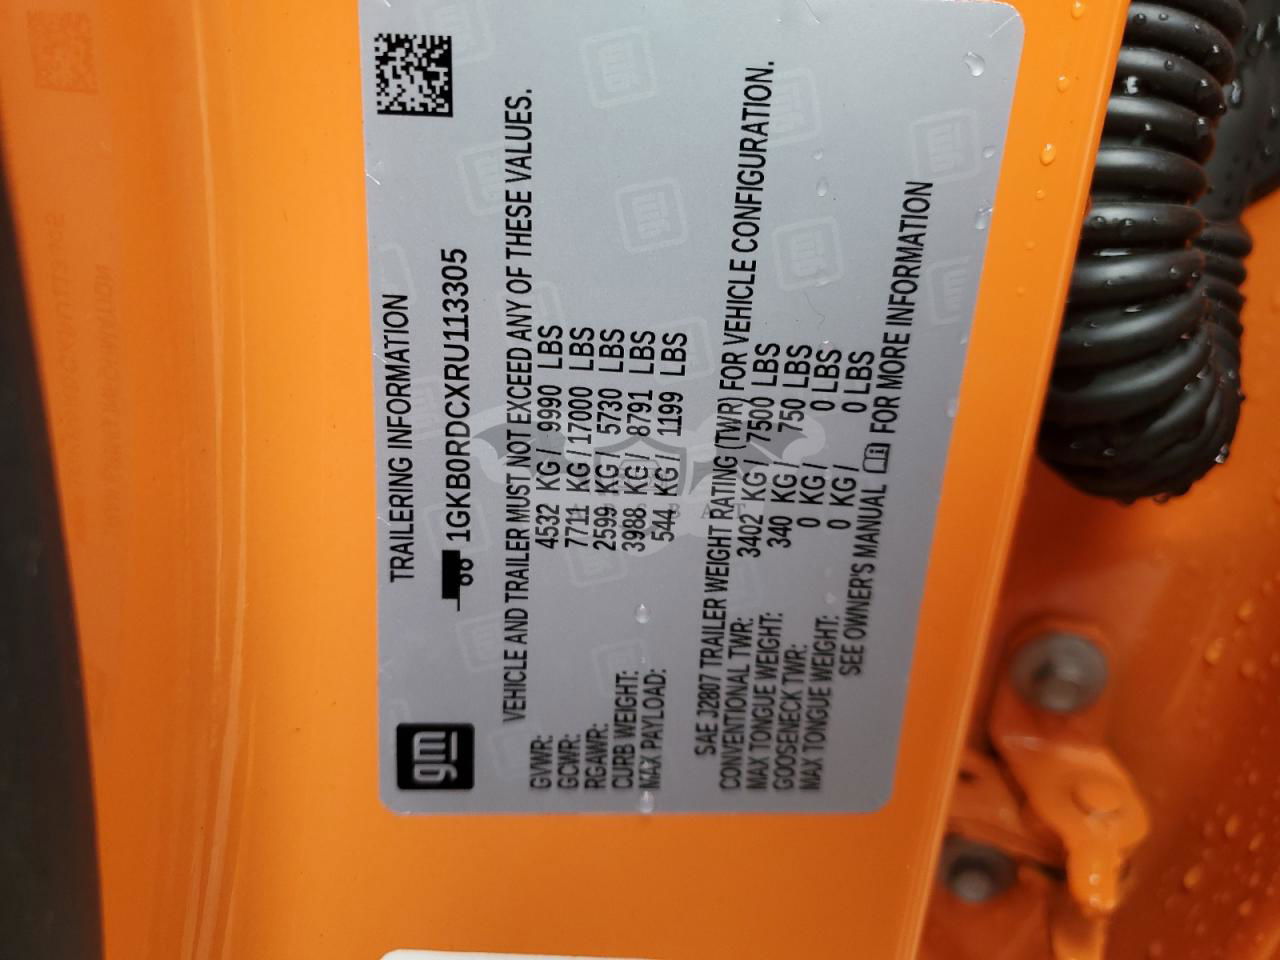 gm
TRAILERING INFORMATION
1GKB0RDCXRU113305
VEHICLE AND TRAILER MUST NOT EXCEED ANY OF THESE VALUES.
GVWR: 4532 KG / 9990 LBS
GCWR: 7711 KG / 17000 LBS
RGAWR: 2599 KG / 5730 LBS
CURB WEIGHT: 3988 KG / 8791 LBS
MAX PAYLOAD: 544 KG / 1199 LBS
SAE J2807 TRAILER WEIGHT RATING (TWR) FOR VEHICLE CONFIGURATION.
CONVENTIONAL TWR: 3402 KG / 7500 LBS
MAX TONGUE WEIGHT: 340 KG / 750 LBS
GOOSENECK TWR: 0 KG / 0 LBS
MAX TONGUE WEIGHT: 0 KG / 0 LBS
SEE OWNER'S MANUAL FOR MORE INFORMATION